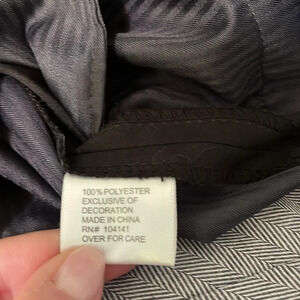 100% POLYESTER
EXCLUSIVE OF
DECORATION
MADE IN CHINA
RN# 104141
OVER FOR CARE